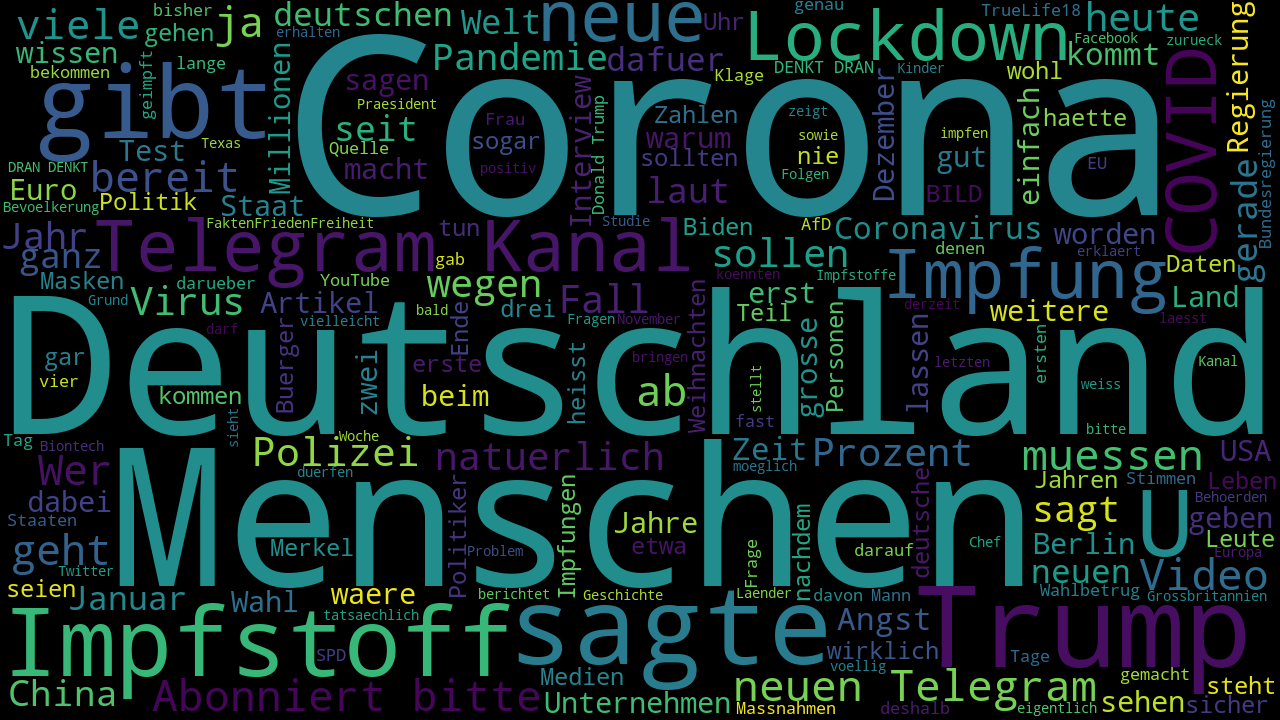 viele
bisher
gehen
ja
deutschen
erhalten
Welt
neue
Uhr
genau
Lockdown
TrueLife18
heute
Facebook
kommt
zurueck
Regierung
wissen
bekommen
geimpft
lange
Millionen
Corona
Pandemie
dafuer
Klage
DENKT DRAN
Kinder
wohl
COVID
gibt
Texas
sagen
Praesident
seit
Quelle
macht
Frau
sogar
positiv
Interview
Donald Trump
Zahlen
warum
sollten
laut
zeigt
sowie
nie
Folgen
Dezember
impfen
gut
BILD
einfach
haette
EU
gerade
Bundesregierung
Test
DRAN DENKT
bereit
Euro
Bevoelkerung
Politik
Staat
FaktenFriedenFreiheit
Studie
Biden
AfD
Coronavirus
worden
Jahr
ganz
Telegram Kanal
tun
gab
sollen
denen
erklaert
Masken
darueber
YouTube
wegen
koennten
Impfstoffe
Impfung
Daten
Grund
Virus
Artikel
drei
Fall
erst
derzeit
weitere
Land
darf
vielleicht
bald
Ende
Fragen
November
Weihnachten
Teil
laesst
Deutschland
gar
vier
kommen
Buerger
zwei
erste
beim
heisst
bringen
ab
stellt
fast
grosse
Personen
lassen
letzten
ersten
weiss
bitte
Kanal
Tag
Biontech
sieht
Polizei
Woche
duerfen
natuerlich
Zeit
moeglich
Prozent
muessen
USA
Wer
dabei
Staaten
Jahren
Stimmen
Leben
Behoerden
Menschen
Merkel
Politiker
Problem
Impfungen
Jahre
etwa
Frage
nachdem
darauf
deutsche
Chef
sagt
U
geben
geht
Twitter
Berlin
Leute
Europa
seien
Januar
Wahl
waere
tatsaechlich
berichtet
Geschichte
Laender
davon
Mann
neuen
Wahlbetrug
Video
Grossbritannien
Impfstoff
SPD
sagte
Angst
wirklich
voellig
Trump
Tage
China
Abonniert bitte
Medien
Unternehmen
neuen Telegram
Massnahmen
deshalb
eigentlich
gemacht
sehen
steht
sicher